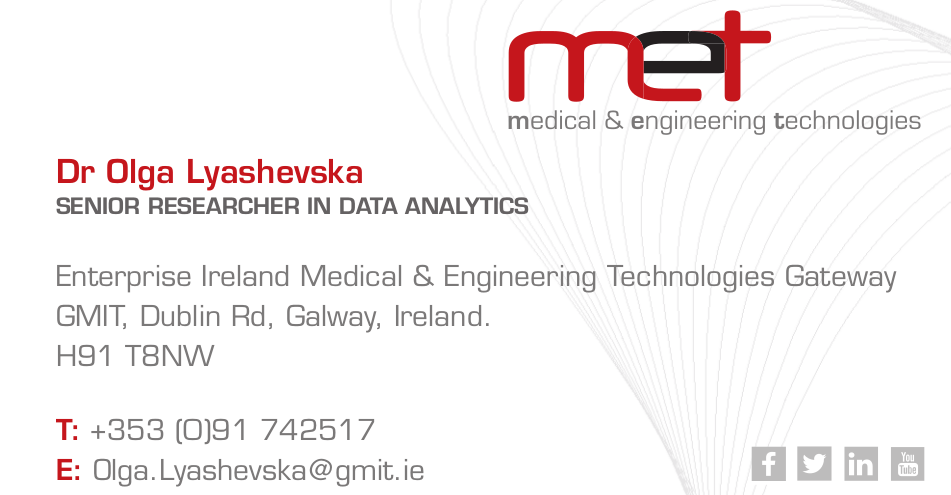 met
medical & engineering technologies
Dr Olga Lyashevska
SENIOR RESEARCHER IN DATA ANALYTICS
Enterprise Ireland Medical & Engineering Technologies Gateway
GMIT, Dublin Rd, Galway, Ireland.
H91 T8NW
T: +353 (0)91 742517
E: Olga.Lyashevska@gmit.ie
f in You Tube